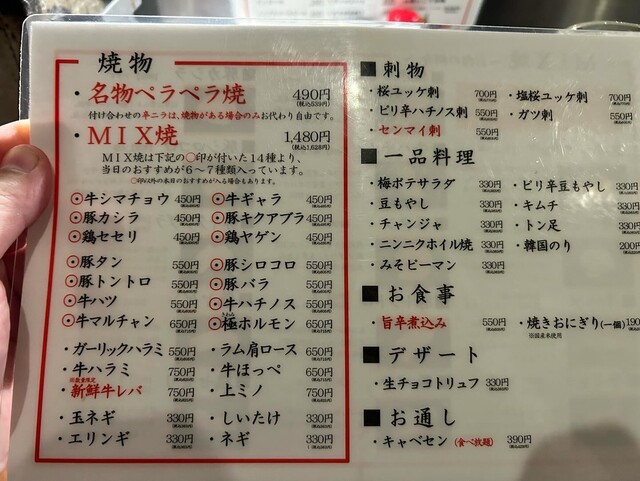 焼物
・名物ペラペラ焼 490円
(税込539円)
付け合わせの辛ニラは、焼物がある場合のみお代わり自由です。
・MIX焼 1,480円
(税込1,628円)
MIX焼は下記の○印が付いた14種より、
当日のおすすめが6～7種類入っています。
○印以外の本日のおすすめが入る場合もあります。
⊙牛シマチョウ 450円 ⊙牛ギャラ 450円
⊙豚カシラ 450円 ⊙豚キクアブラ 450円
⊙鶏セセリ 450円 ⊙鶏ヤゲン 450円
⊙豚タン 550円 ⊙豚シロコロ 550円
⊙豚トントロ 550円 ⊙豚バラ 550円
⊙牛ハツ 550円 ⊙牛ハチノス 550円
⊙牛マルチャン 650円 ⊙極ホルモン 650円
・ガーリックハラミ 550円 ・ラム肩ロース 650円
・牛ハラミ 750円 ・牛ほっぺ 650円
※数量限定
・新鮮牛レバ 750円 ・上ミノ 750円
・玉ネギ 330円 ・しいたけ 330円
・エリンギ 330円 ・ネギ 330円
■刺物
・桜ユッケ刺 700円 ・塩桜ユッケ刺 700円
・ピリ辛ハチノス刺 550円 ・ガツ刺 550円
・センマイ刺 550円
■一品料理
・梅ポテサラダ 330円 ・ピリ辛豆もやし 330円
・豆もやし 330円 ・キムチ 330円
・チャンジャ 330円 ・トン足 330円
・ニンニクホイル焼 330円 ・韓国のり 200円
・みそピーマン 330円
■お食事
・旨辛煮込み 550円 ・焼きおにぎり(一個) 190
※国産米使用
■デザート
・生チョコトリュフ 330円
■お通し
・キャベセン (食べ放題) 390円